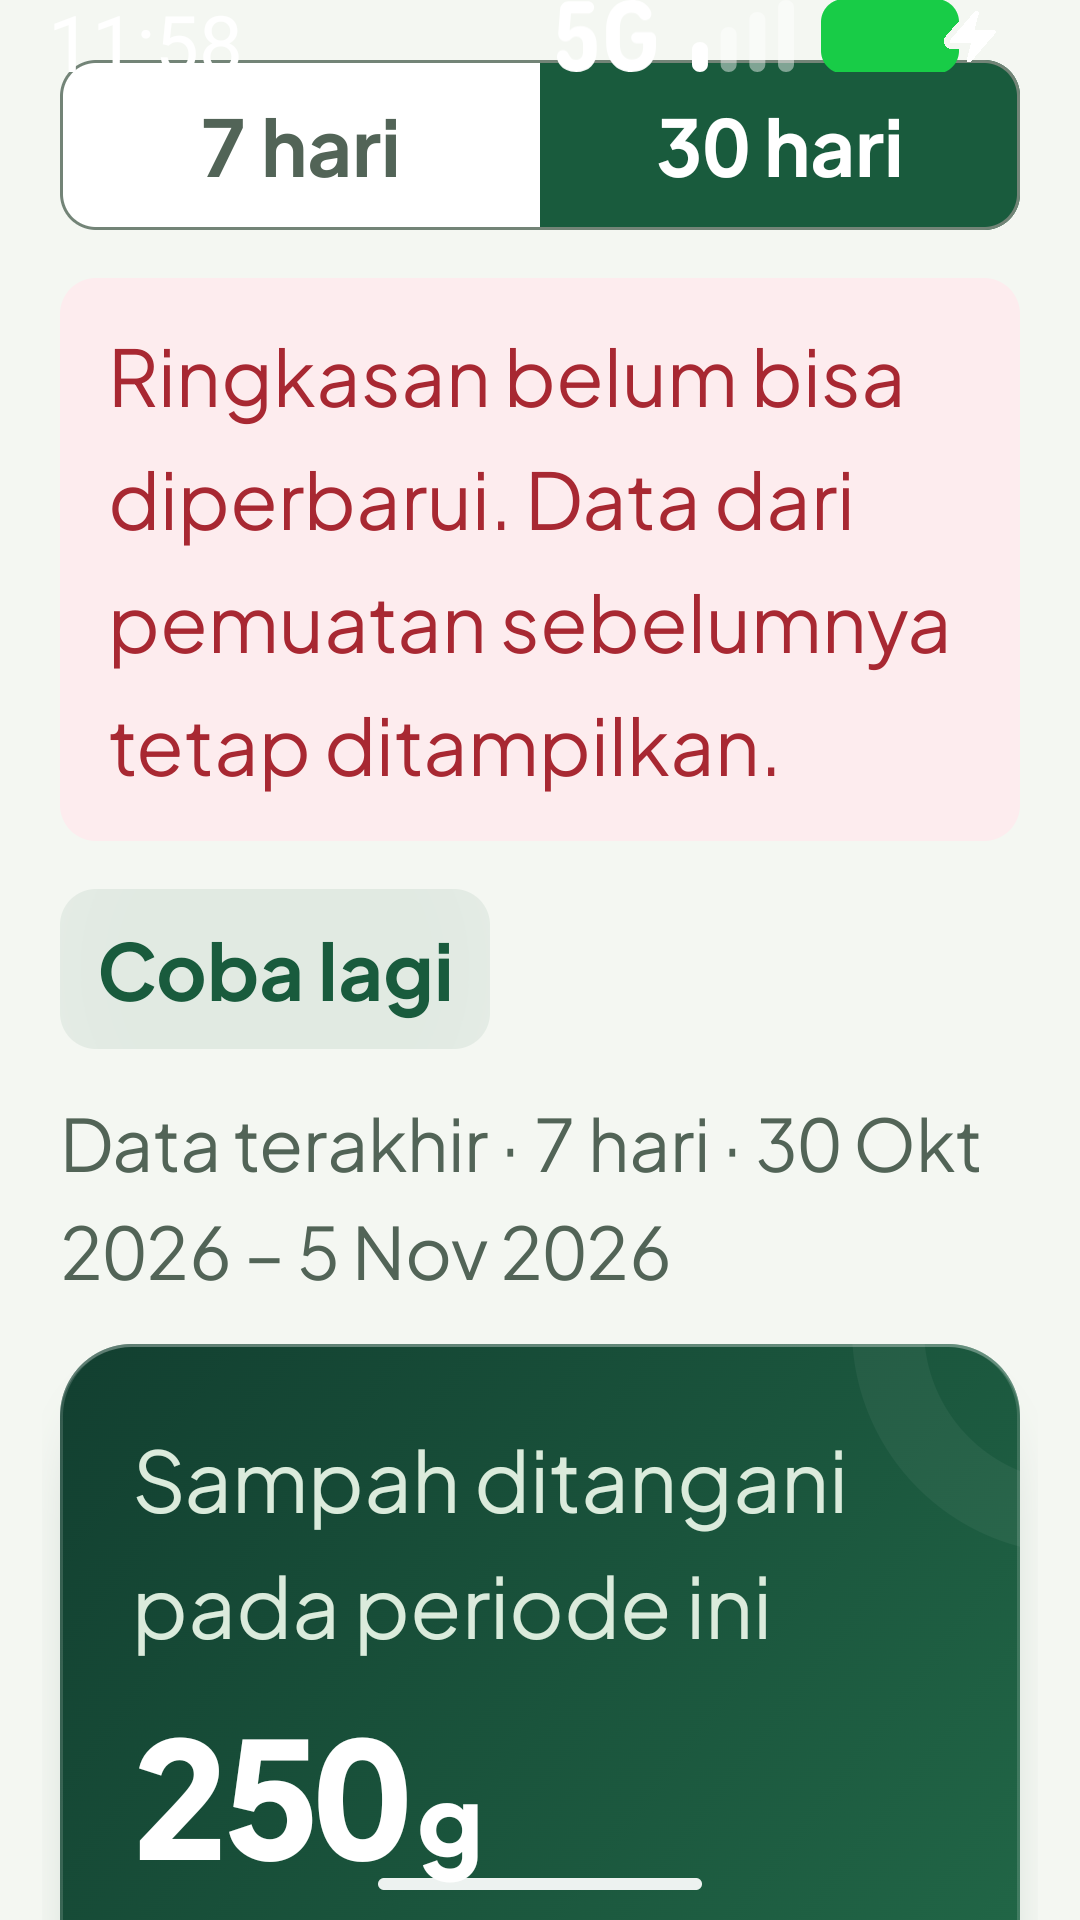 11:58 5G
7 hari 30 hari
Ringkasan belum bisa
diperbarui. Data dari
pemuatan sebelumnya
tetap ditampilkan.
Coba lagi
Data terakhir · 7 hari · 30 Okt
2026 – 5 Nov 2026
Sampah ditangani
pada periode ini
250 g